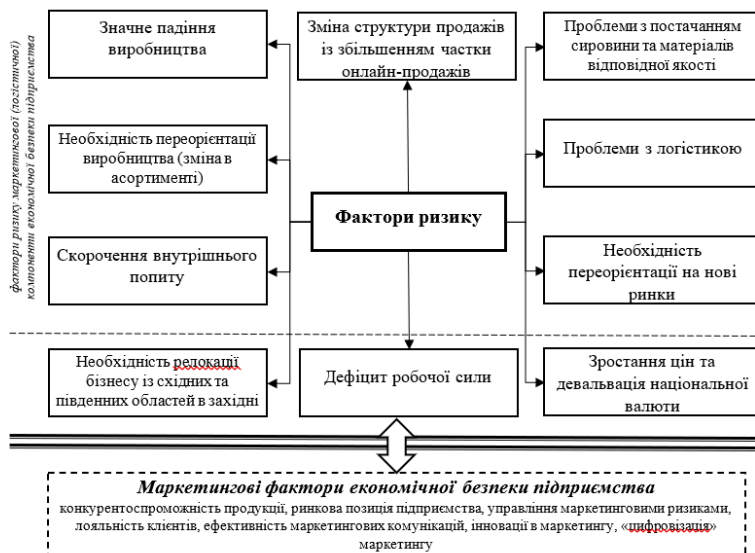 фактори ризику маркетингової (логістичної)
компоненти економічної безпеки підприємства
Значне падіння
виробництва
Зміна структури продажів
із збільшенням частки
онлайн-продажів
Проблеми з постачанням
сировини та матеріалів
відповідної якості
Необхідність переорієнтації
виробництва (зміна в
асортименті)
Проблеми з логістикою
Фактори ризику
Скорочення внутрішнього
попиту
Необхідність
переорієнтації на нові
ринки
Необхідність релокації
бізнесу із східних та
південних областей в західні
Дефіцит робочої сили
Зростання цін та
девальвація національної
валюти
Маркетингові фактори економічної безпеки підприємства
конкурентоспроможність продукції, ринкова позиція підприємства, управління маркетинговими ризиками,
лояльність клієнтів, ефективність маркетингових комунікацій, інновації в маркетингу, «цифровізація»
маркетингу